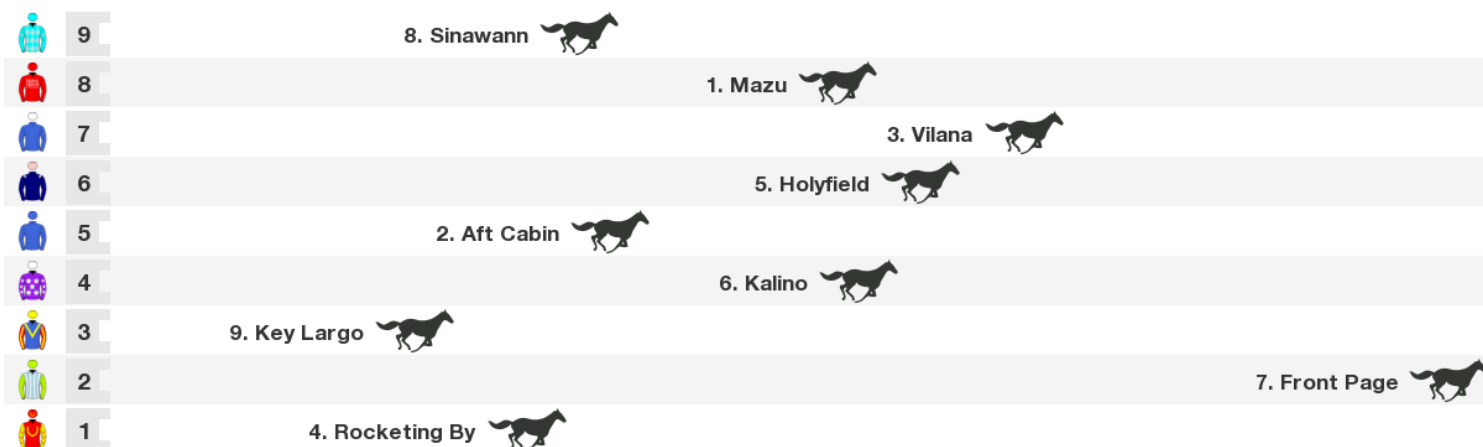 9 8. Sinawann
8 1. Mazu
7 3. Vilana
6 5. Holyfield
5 2. Aft Cabin
4 6. Kalino
3 9. Key Largo
2 7. Front Page
1 4. Rocketing By